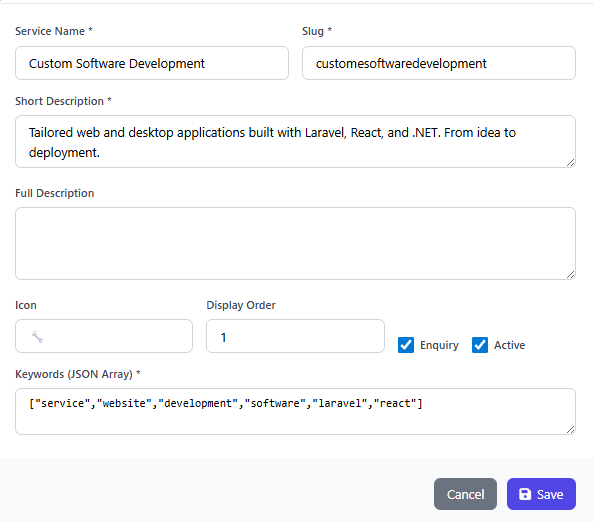 Service Name *
Slug *
Custom Software Development
customesoftwaredevelopment
Short Description *
Tailored web and desktop applications built with Laravel, React, and .NET. From idea to
deployment.
Full Description
Icon
Display Order
1
Enquiry
Active
Keywords (JSON Array) *
["service","website","development","software","laravel","react"]
Cancel
Save